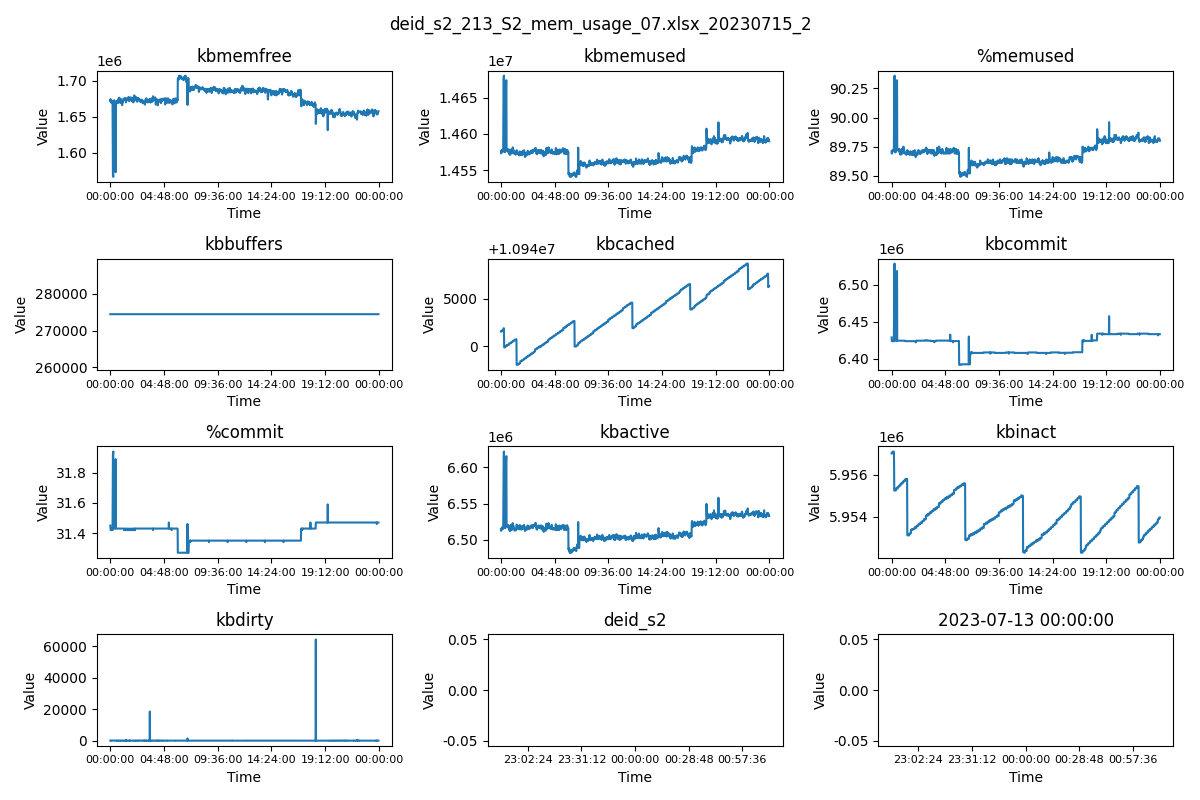 deid_s2_213_S2_mem_usage_07.xlsx_20230715_2
kbmemfree
1e6
Value
1.70
1.65
1.60
00:00:00 04:48:00 09:36:00 14:24:00 19:12:00 00:00:00
Time
kbmemused
1e7
Value
1.465
1.460
1.455
00:00:00 04:48:00 09:36:00 14:24:00 19:12:00 00:00:00
Time
%memused
Value
90.25
90.00
89.75
89.50
00:00:00 04:48:00 09:36:00 14:24:00 19:12:00 00:00:00
Time
kbbuffers
Value
280000
270000
260000
00:00:00 04:48:00 09:36:00 14:24:00 19:12:00 00:00:00
Time
kbcached
+1.094e7
Value
5000
0
00:00:00 04:48:00 09:36:00 14:24:00 19:12:00 00:00:00
Time
kbcommit
1e6
Value
6.50
6.45
6.40
00:00:00 04:48:00 09:36:00 14:24:00 19:12:00 00:00:00
Time
%commit
Value
31.8
31.6
31.4
00:00:00 04:48:00 09:36:00 14:24:00 19:12:00 00:00:00
Time
kbactive
1e6
Value
6.60
6.55
6.50
00:00:00 04:48:00 09:36:00 14:24:00 19:12:00 00:00:00
Time
kbinact
1e6
Value
5.956
5.954
00:00:00 04:48:00 09:36:00 14:24:00 19:12:00 00:00:00
Time
kbdirty
Value
60000
40000
20000
0
00:00:00 04:48:00 09:36:00 14:24:00 19:12:00 00:00:00
Time
deid_s2
Value
0.05
0.00
-0.05
23:02:24 23:31:12 00:00:00 00:28:48 00:57:36
Time
2023-07-13 00:00:00
Value
0.05
0.00
-0.05
23:02:24 23:31:12 00:00:00 00:28:48 00:57:36
Time